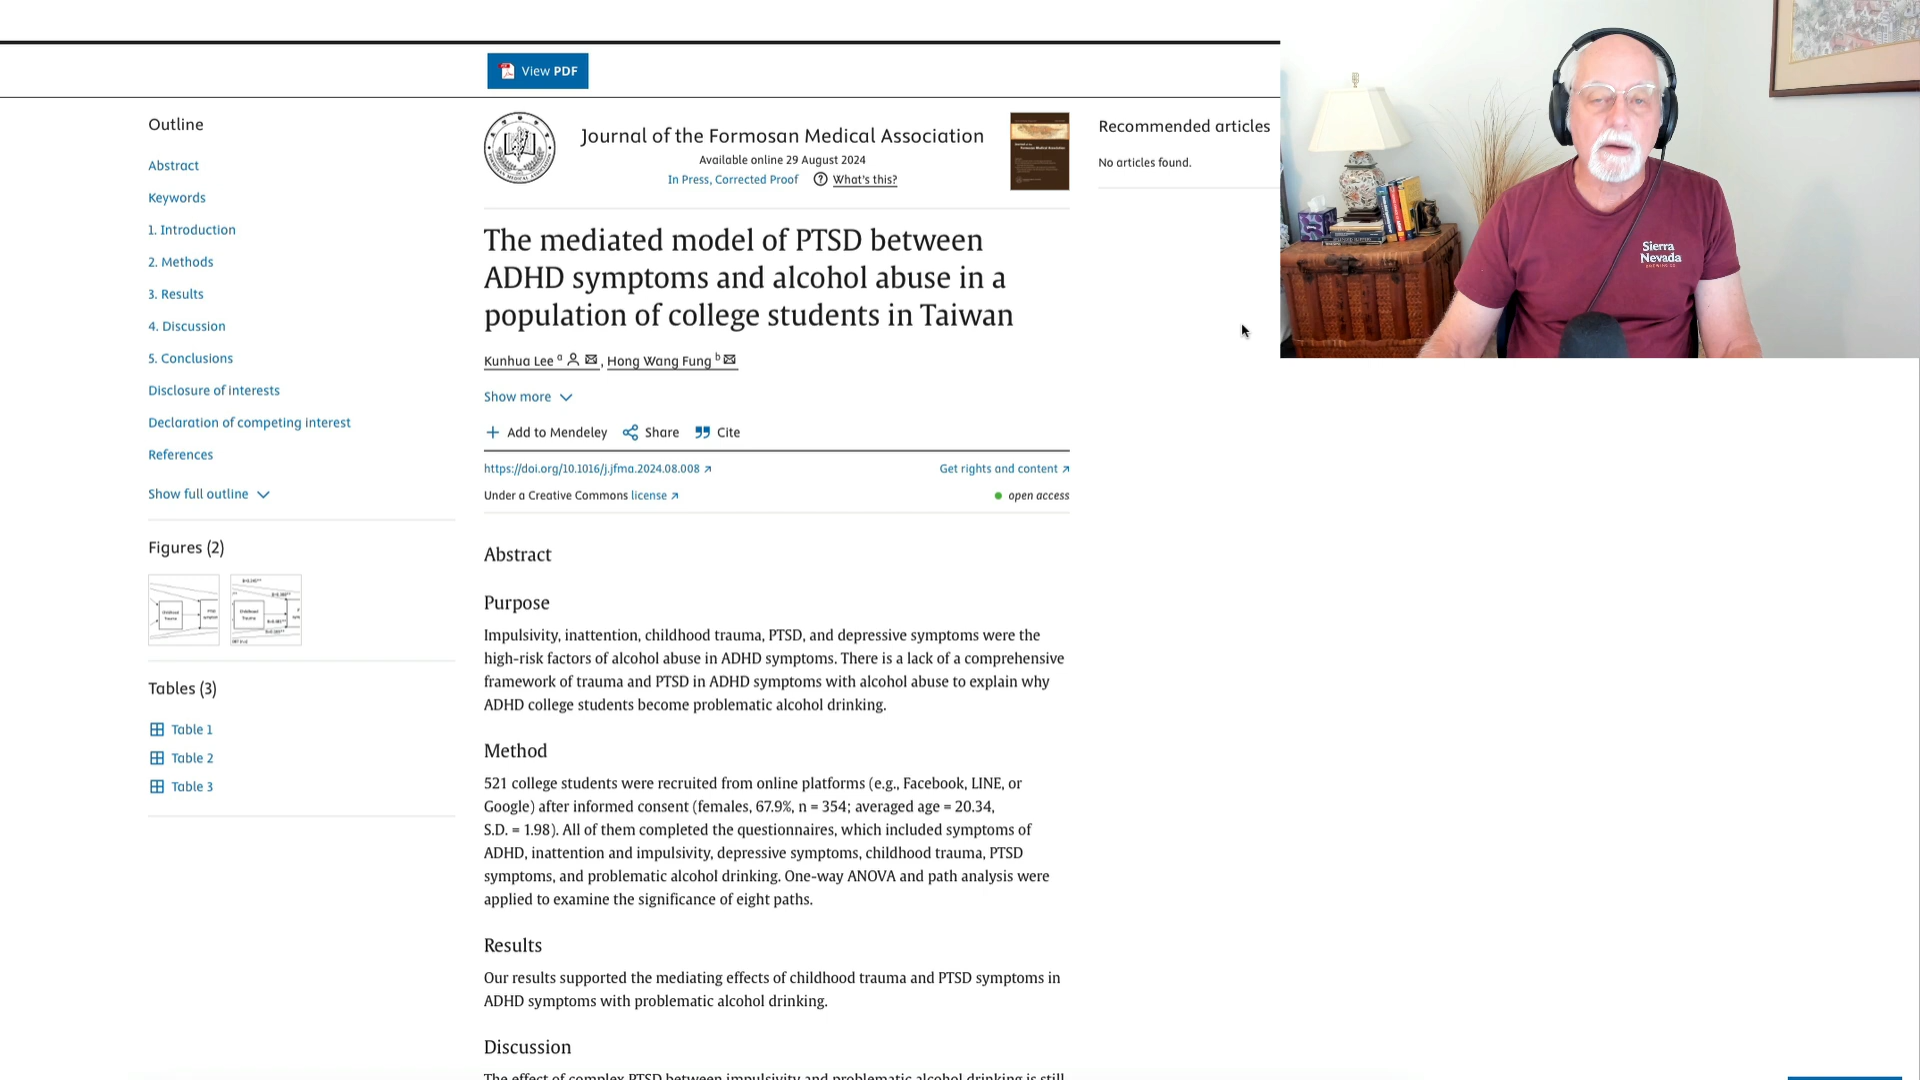 View PDF
Outline
Abstract
Keywords
1. Introduction
2. Methods
3. Results
4. Discussion
5. Conclusions
Disclosure of interests
Declaration of competing interest
References
Show full outline
Figures (2)
Tables (3)
Table 1
Table 2
Table 3
Journal of the Formosan Medical Association
Available online 29 August 2024
In Press, Corrected Proof What's this?
The mediated model of PTSD between
ADHD symptoms and alcohol abuse in a
population of college students in Taiwan
Kunhua Lee a, Hong Wang Fung b
Show more
Add to Mendeley Share Cite
https://doi.org/10.1016/j.jfma.2024.08.008 Get rights and content
Under a Creative Commons license open access
Abstract
Purpose
Impulsivity, inattention, childhood trauma, PTSD, and depressive symptoms were the
high-risk factors of alcohol abuse in ADHD symptoms. There is a lack of a comprehensive
framework of trauma and PTSD in ADHD symptoms with alcohol abuse to explain why
ADHD college students become problematic alcohol drinking.
Method
521 college students were recruited from online platforms (e.g., Facebook, LINE, or
Google) after informed consent (females, 67.9%, n = 354; averaged age = 20.34,
S.D. = 1.98). All of them completed the questionnaires, which included symptoms of
ADHD, inattention and impulsivity, depressive symptoms, childhood trauma, PTSD
symptoms, and problematic alcohol drinking. One-way ANOVA and path analysis were
applied to examine the significance of eight paths.
Results
Our results supported the mediating effects of childhood trauma and PTSD symptoms in
ADHD symptoms with problematic alcohol drinking.
Discussion
The effect of complex PTSD between impulsivity and problematic alcohol drinking is still
Recommended articles
No articles found.
Sierra
Nevada
BREWING CO.